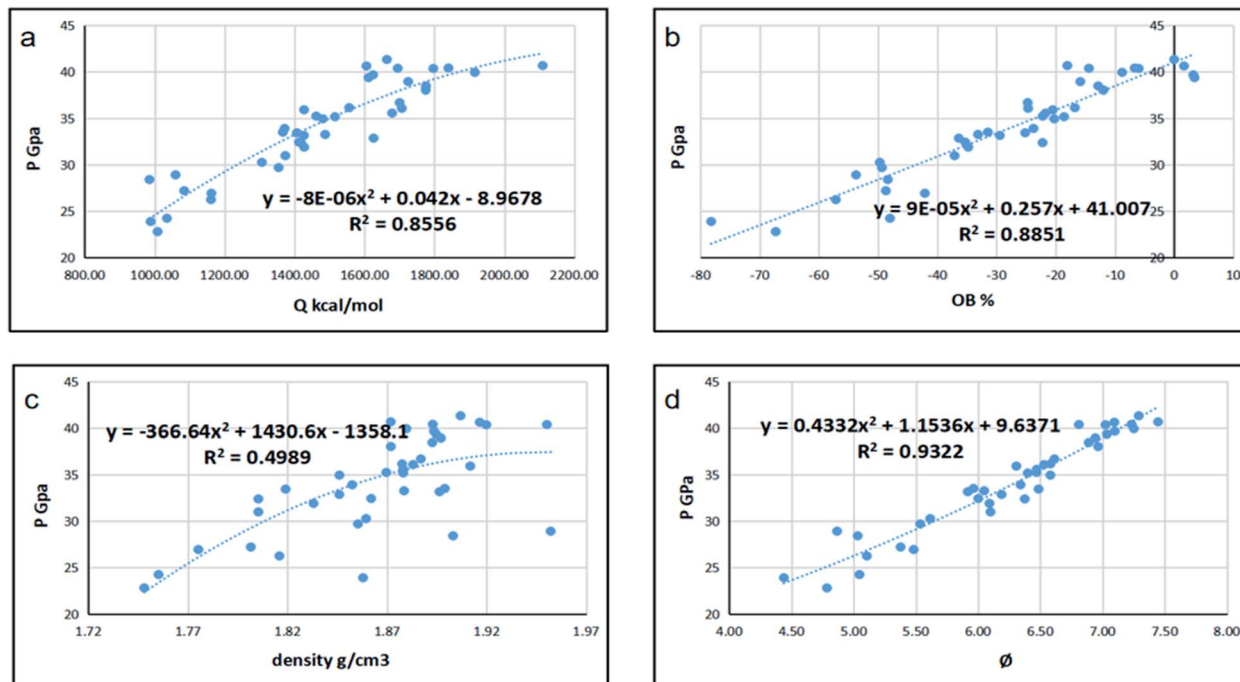 a
45
40
35
30
25
20
P Gpa
y = -8E-06x² + 0.042x - 8.9678
R² = 0.8556
800.00 1000.00 1200.00 1400.00 1600.00 1800.00 2000.00 2200.00
Q kcal/mol
b
45
40
35
30
25
20
P Gpa
y = 9E-05x² + 0.257x + 41.007
R² = 0.8851
-80 -70 -60 -50 -40 -30 -20 -10 0 10
OB %
c
45
40
35
30
25
20
P Gpa
y = -366.64x² + 1430.6x - 1358.1
R² = 0.4989
1.72 1.77 1.82 1.87 1.92 1.97
density g/cm3
d
45
40
35
30
25
20
P GPa
y = 0.4332x² + 1.1536x + 9.6371
R² = 0.9322
4.00 4.50 5.00 5.50 6.00 6.50 7.00 7.50 8.00
Ø